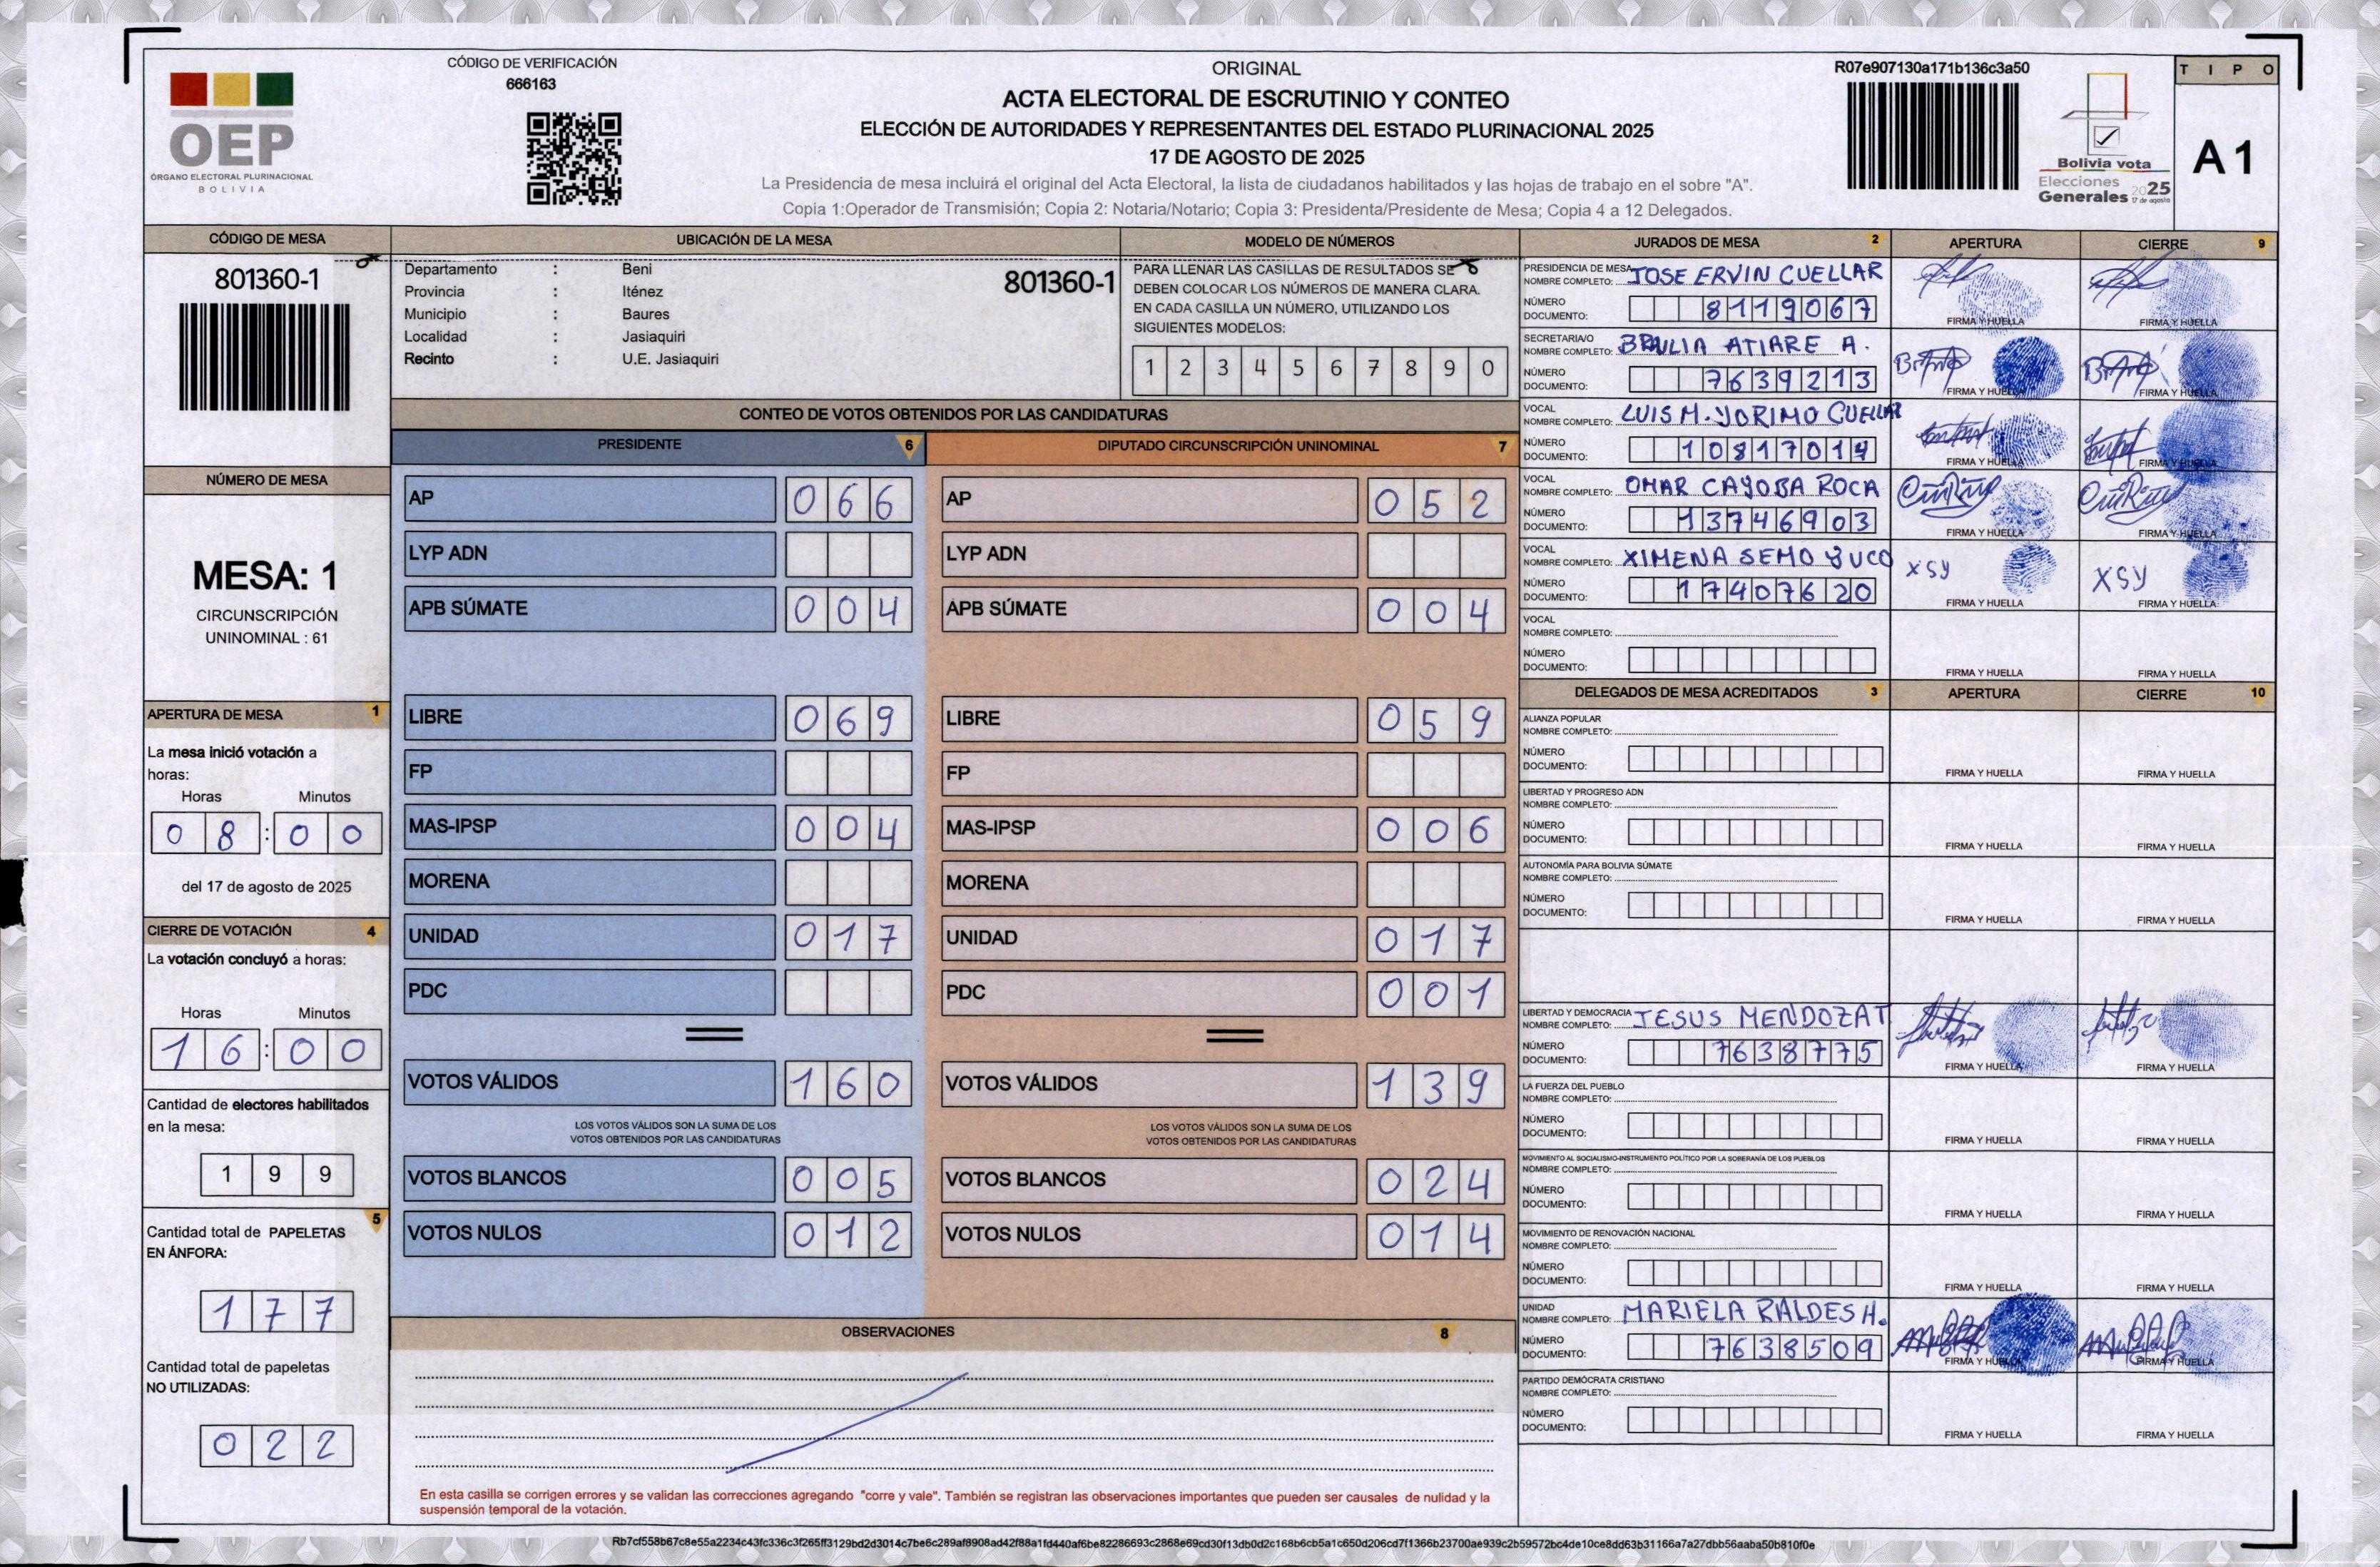 CÓDIGO DE VERIFICACIÓN
666163
OEP
ÓRGANO ELECTORAL PLURINACIONAL
BOLIVIA
ORIGINAL
ACTA ELECTORAL DE ESCRUTINIO Y CONTEO
ELECCIÓN DE AUTORIDADES Y REPRESENTANTES DEL ESTADO PLURINACIONAL 2025
17 DE AGOSTO DE 2025
La Presidencia de mesa incluirá el original del Acta Electoral, la lista de ciudadanos habilitados y las hojas de trabajo en el sobre "A".
Copia 1:Operador de Transmisión; Copia 2: Notaria/Notario; Copia 3: Presidenta/Presidente de Mesa; Copia 4 a 12 Delegados.
R07e907130a171b136c3a50
Bolivia vota
Elecciones
Generales 2025
17 de agosto
TIPO
A 1
CÓDIGO DE MESA
801360-1
NÚMERO DE MESA
MESA: 1
CIRCUNSCRIPCIÓN
UNINOMINAL : 61
APERTURA DE MESA 1
La mesa inició votación a
horas:
Horas Minutos
08:00
del 17 de agosto de 2025
CIERRE DE VOTACIÓN 4
La votación concluyó a horas:
Horas Minutos
16:00
Cantidad de electores habilitados
en la mesa:
199
5
Cantidad total de PAPELETAS
EN ÁNFORA:
177
Cantidad total de papeletas
NO UTILIZADAS:
022
UBICACIÓN DE LA MESA
Departamento : Beni
801360-1
Provincia : Iténez
Municipio : Baures
Localidad : Jasiaquiri
Recinto : U.E. Jasiaquiri
MODELO DE NÚMEROS
PARA LLENAR LAS CASILLAS DE RESULTADOS SE
DEBEN COLOCAR LOS NÚMEROS DE MANERA CLARA.
EN CADA CASILLA UN NÚMERO, UTILIZANDO LOS
SIGUIENTES MODELOS:
1 2 3 4 5 6 7 8 9 0
CONTEO DE VOTOS OBTENIDOS POR LAS CANDIDATURAS
PRESIDENTE 6
AP 066
LYP ADN
APB SÚMATE 004
LIBRE 069
FP
MAS-IPSP 004
MORENA
UNIDAD 017
PDC
VOTOS VÁLIDOS 160
LOS VOTOS VÁLIDOS SON LA SUMA DE LOS
VOTOS OBTENIDOS POR LAS CANDIDATURAS
VOTOS BLANCOS 005
VOTOS NULOS 012
DIPUTADO CIRCUNSCRIPCIÓN UNINOMINAL 7
AP 052
LYP ADN
APB SÚMATE 004
LIBRE 059
FP
MAS-IPSP 006
MORENA
UNIDAD 017
PDC 001
VOTOS VÁLIDOS 139
LOS VOTOS VÁLIDOS SON LA SUMA DE LOS
VOTOS OBTENIDOS POR LAS CANDIDATURAS
VOTOS BLANCOS 024
VOTOS NULOS 014
OBSERVACIONES 8
En esta casilla se corrigen errores y se validan las correcciones agregando "corre y vale". También se registran las observaciones importantes que pueden ser causales de nulidad y la
suspensión temporal de la votación.
JURADOS DE MESA 2 APERTURA CIERRE 9
PRESIDENCIA DE MESA
NOMBRE COMPLETO: JOSE ERVIN CUELLAR
NÚMERO
DOCUMENTO: 8119067
FIRMA Y HUELLA FIRMA Y HUELLA
SECRETARIA/O
NOMBRE COMPLETO: BRAULIA ATIARE A.
NÚMERO
DOCUMENTO: 7639213
FIRMA Y HUELLA FIRMA Y HUELLA
VOCAL
NOMBRE COMPLETO: LUIS M. YORIMO CUELLAR
NÚMERO
DOCUMENTO: 10817014
FIRMA Y HUELLA FIRMA Y HUELLA
VOCAL
NOMBRE COMPLETO: OMAR CAYOBA ROCA
NÚMERO
DOCUMENTO: 13746903
FIRMA Y HUELLA FIRMA Y HUELLA
VOCAL
NOMBRE COMPLETO: XIMENA SEMO YUCO
XSY XSY
NÚMERO
DOCUMENTO: 17407620
FIRMA Y HUELLA FIRMA Y HUELLA
VOCAL
NOMBRE COMPLETO:
NÚMERO
DOCUMENTO:
FIRMA Y HUELLA FIRMA Y HUELLA
DELEGADOS DE MESA ACREDITADOS 3 APERTURA CIERRE 10
ALIANZA POPULAR
NOMBRE COMPLETO:
NÚMERO
DOCUMENTO:
FIRMA Y HUELLA FIRMA Y HUELLA
LIBERTAD Y PROGRESO ADN
NOMBRE COMPLETO:
NÚMERO
DOCUMENTO:
FIRMA Y HUELLA FIRMA Y HUELLA
AUTONOMÍA PARA BOLIVIA SÚMATE
NOMBRE COMPLETO:
NÚMERO
DOCUMENTO:
FIRMA Y HUELLA FIRMA Y HUELLA
LIBERTAD Y DEMOCRACIA
NOMBRE COMPLETO: JESUS MENDOZA T
NÚMERO
DOCUMENTO: 7638775
FIRMA Y HUELLA FIRMA Y HUELLA
LA FUERZA DEL PUEBLO
NOMBRE COMPLETO:
NÚMERO
DOCUMENTO:
FIRMA Y HUELLA FIRMA Y HUELLA
MOVIMIENTO AL SOCIALISMO-INSTRUMENTO POLÍTICO POR LA SOBERANÍA DE LOS PUEBLOS
NOMBRE COMPLETO:
NÚMERO
DOCUMENTO:
FIRMA Y HUELLA FIRMA Y HUELLA
MOVIMIENTO DE RENOVACIÓN NACIONAL
NOMBRE COMPLETO:
NÚMERO
DOCUMENTO:
FIRMA Y HUELLA FIRMA Y HUELLA
UNIDAD
NOMBRE COMPLETO: MARIELA RALDES H.
NÚMERO
DOCUMENTO: 7638509
FIRMA Y HUELLA FIRMA Y HUELLA
PARTIDO DEMÓCRATA CRISTIANO
NOMBRE COMPLETO:
NÚMERO
DOCUMENTO:
FIRMA Y HUELLA FIRMA Y HUELLA